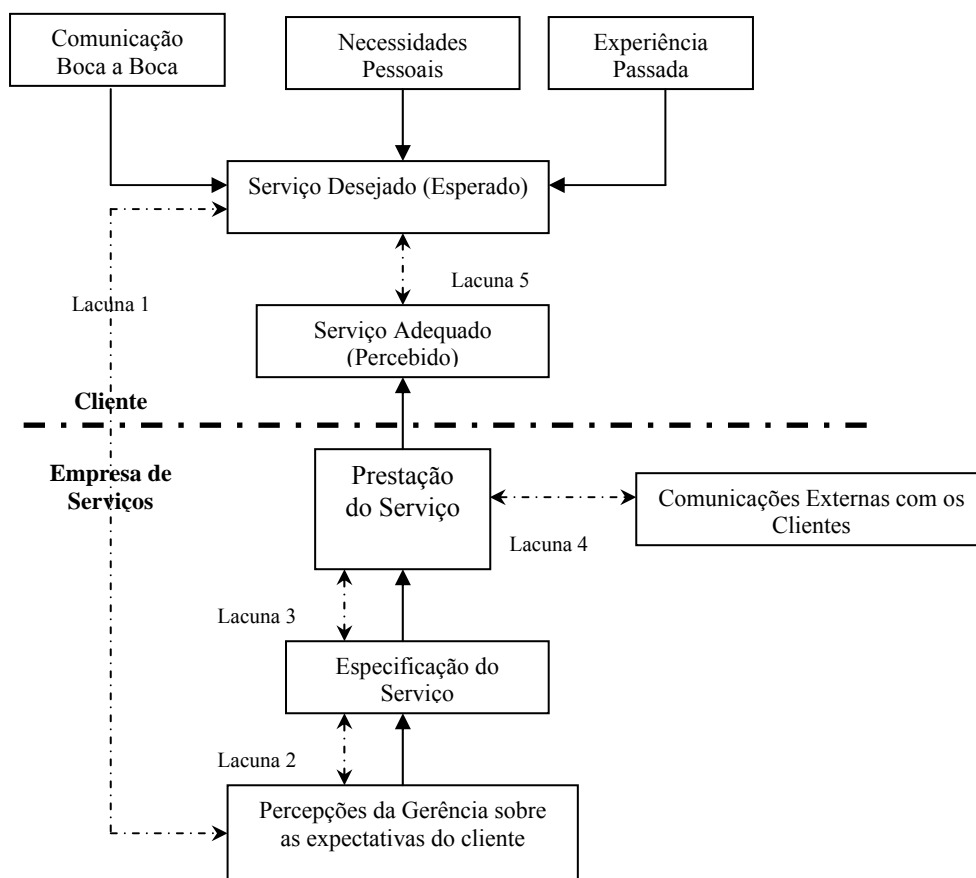 Comunicação
Boca a Boca
Necessidades
Pessoais
Experiência
Passada
Serviço Desejado (Esperado)
Lacuna 5
Lacuna 1
Serviço Adequado
(Percebido)
Cliente
Empresa de
Serviços
Prestação
do Serviço
Comunicações Externas com os
Clientes
Lacuna 4
Lacuna 3
Especificação do
Serviço
Lacuna 2
Percepções da Gerência sobre
as expectativas do cliente